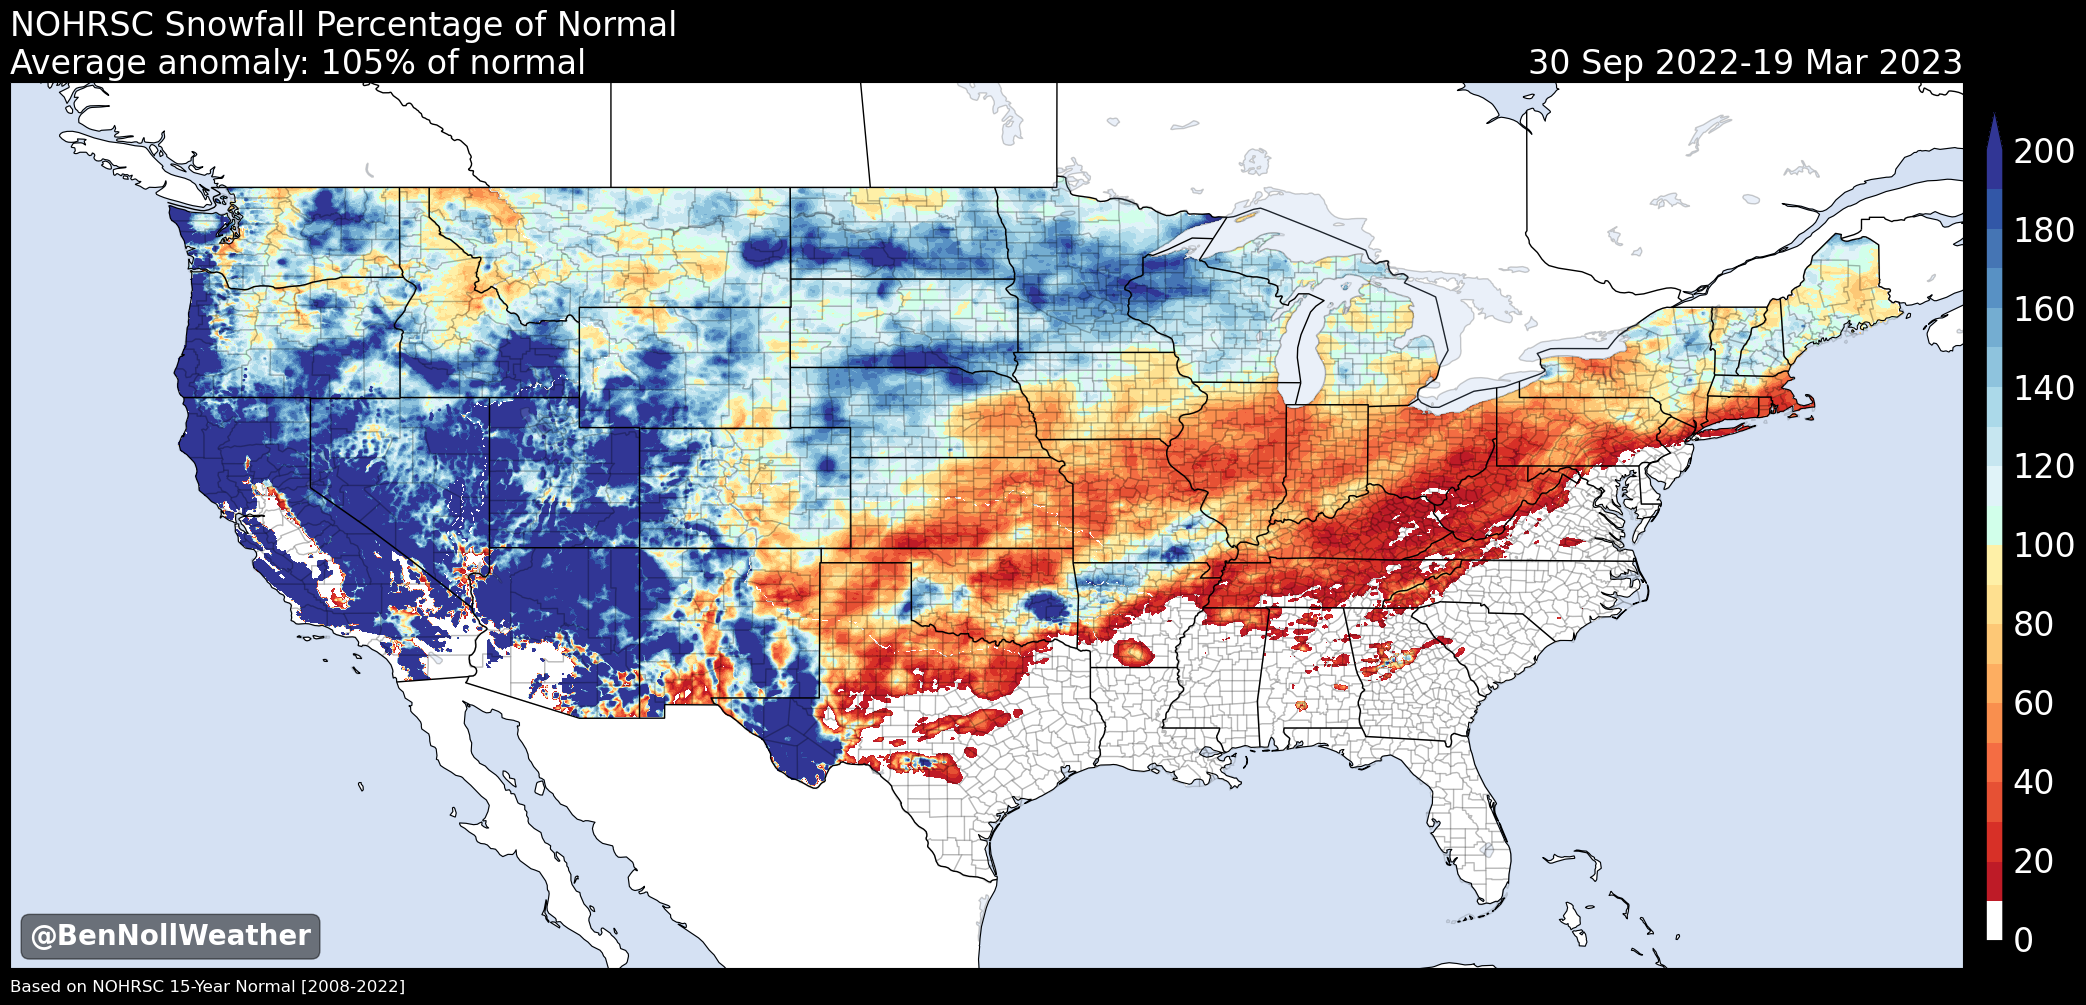 NOHRSC Snowfall Percentage of Normal
Average anomaly: 105% of normal
30 Sep 2022-19 Mar 2023
200
180
160
140
120
100
80
60
40
20
0
@BenNollWeather
Based on NOHRSC 15-Year Normal [2008-2022]